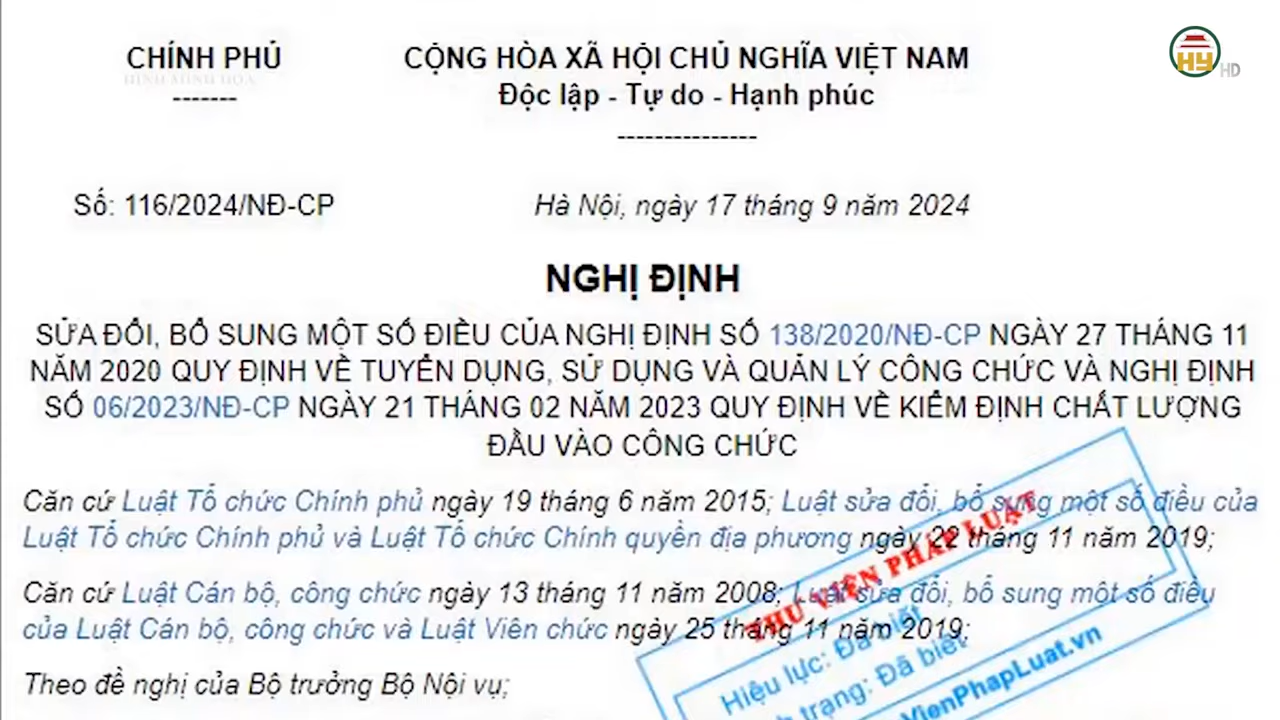 CHÍNH PHỦ
HÌNH MINH HỌA
-------
CỘNG HÒA XÃ HỘI CHỦ NGHĨA VIỆT NAM
Độc lập - Tự do - Hạnh phúc
---------------
HY HD
Số: 116/2024/NĐ-CP
Hà Nội, ngày 17 tháng 9 năm 2024
NGHỊ ĐỊNH
SỬA ĐỔI, BỔ SUNG MỘT SỐ ĐIỀU CỦA NGHỊ ĐỊNH SỐ 138/2020/NĐ-CP NGÀY 27 THÁNG 11
NĂM 2020 QUY ĐỊNH VỀ TUYỂN DỤNG, SỬ DỤNG VÀ QUẢN LÝ CÔNG CHỨC VÀ NGHỊ ĐỊNH
SỐ 06/2023/NĐ-CP NGÀY 21 THÁNG 02 NĂM 2023 QUY ĐỊNH VỀ KIỂM ĐỊNH CHẤT LƯỢNG
ĐẦU VÀO CÔNG CHỨC
Căn cứ Luật Tổ chức Chính phủ ngày 19 tháng 6 năm 2015; Luật sửa đổi, bổ sung một số điều của
Luật Tổ chức Chính phủ và Luật Tổ chức Chính quyền địa phương ngày 22 tháng 11 năm 2019;
Căn cứ Luật Cán bộ, công chức ngày 13 tháng 11 năm 2008; Luật sửa đổi, bổ sung một số điều
của Luật Cán bộ, công chức và Luật Viên chức ngày 25 tháng 11 năm 2019;
Theo đề nghị của Bộ trưởng Bộ Nội vụ;
THƯ VIỆN PHÁP LUẬT
Hiệu lực: Đã biết
trạng: Đã biết
VienPhapLuat.vn